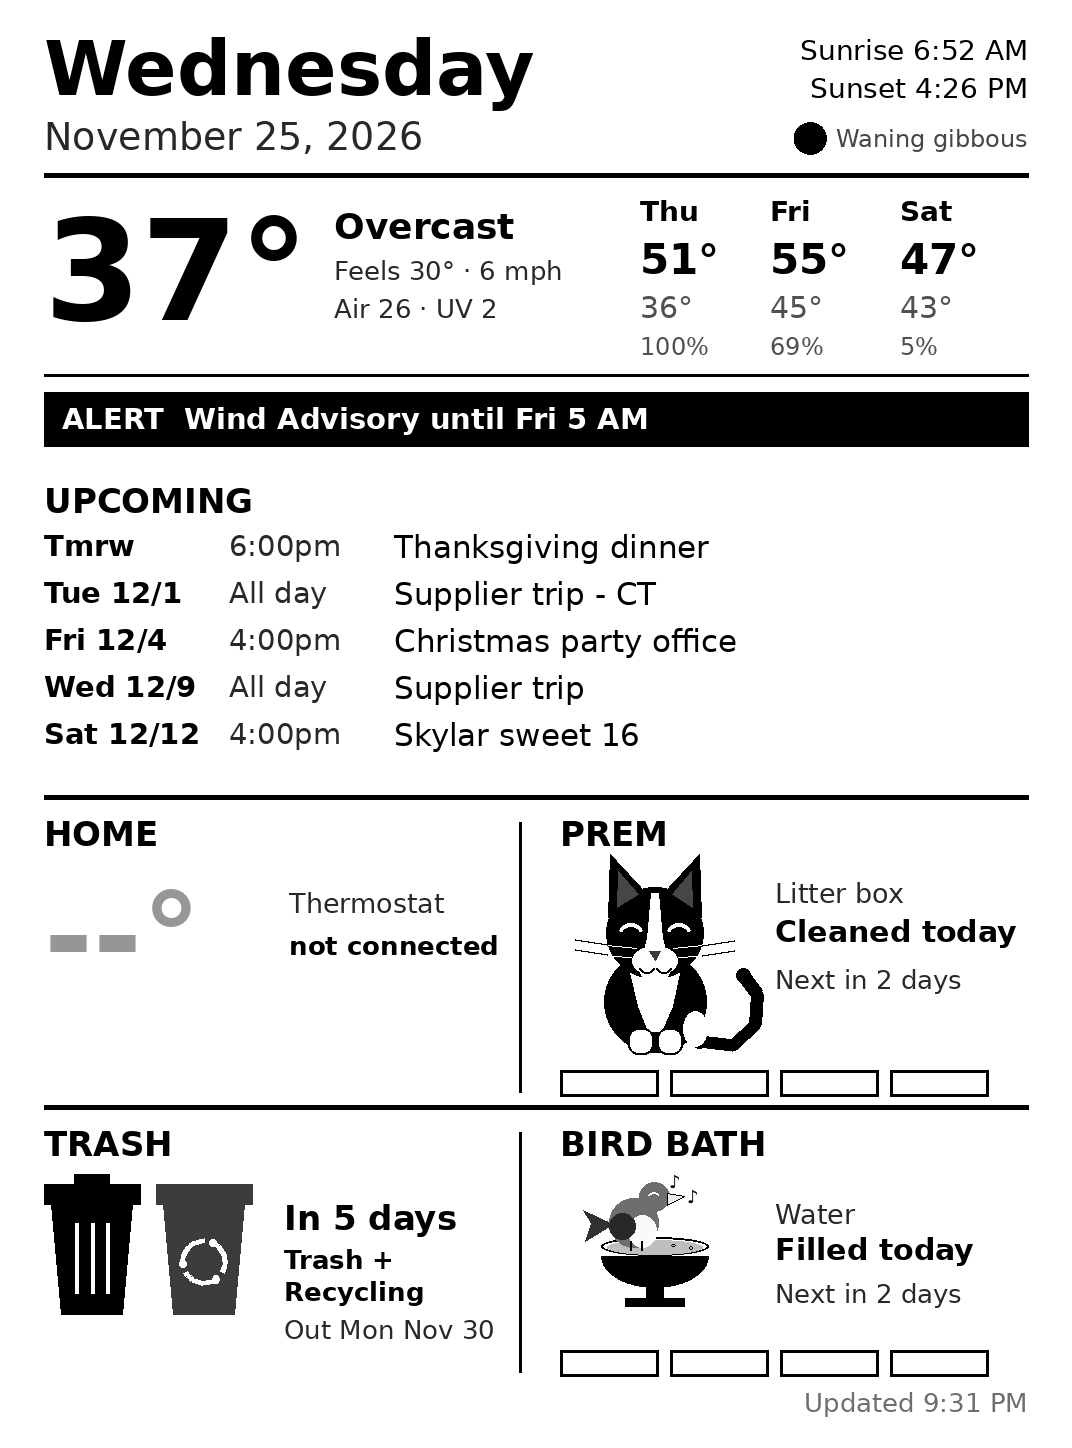 Wednesday
November 25, 2026
Sunrise 6:52 AM
Sunset 4:26 PM
Waning gibbous
37°
Overcast
Feels 30° · 6 mph
Air 26 · UV 2
Thu Fri Sat
51° 55° 47°
36° 45° 43°
100% 69% 5%
ALERT Wind Advisory until Fri 5 AM
UPCOMING
Tmrw 6:00pm Thanksgiving dinner
Tue 12/1 All day Supplier trip - CT
Fri 12/4 4:00pm Christmas party office
Wed 12/9 All day Supplier trip
Sat 12/12 4:00pm Skylar sweet 16
HOME
--°
Thermostat
not connected
PREM
Litter box
Cleaned today
Next in 2 days
TRASH
In 5 days
Trash +
Recycling
Out Mon Nov 30
BIRD BATH
♪
♪
Water
Filled today
Next in 2 days
Updated 9:31 PM